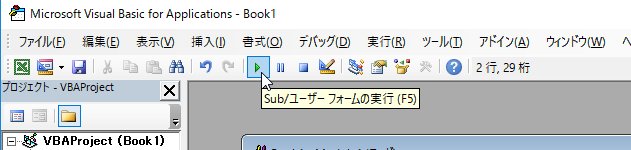 Microsoft Visual Basic for Applications - Book1
ファイル(F) 編集(E) 表示(V) 挿入(I) 書式(O) デバッグ(D) 実行(R) ツール(T) アドイン(A) ウィンドウ(W)
2 行, 29 桁
Sub/ユーザー フォームの実行 (F5)
プロジェクト - VBAProject
VBAProject (Book1)